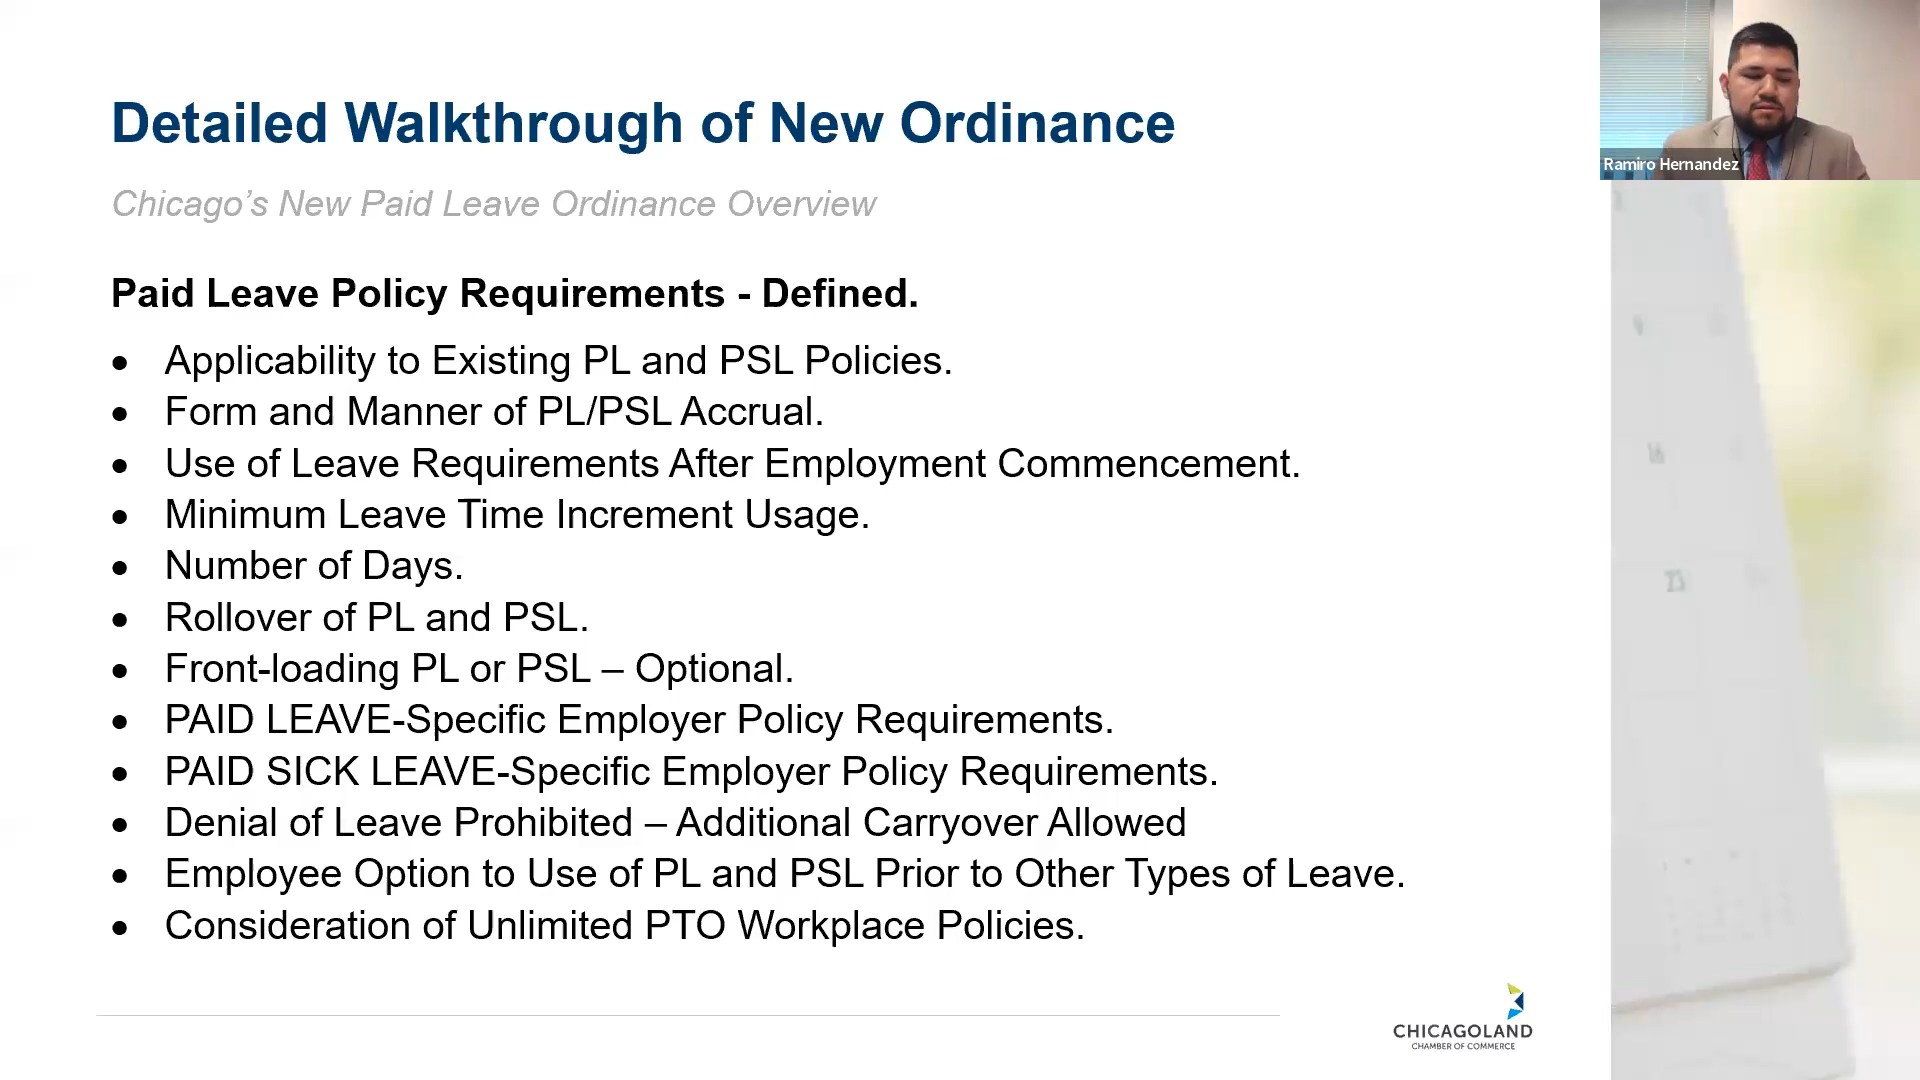 Detailed Walkthrough of New Ordinance
Chicago’s New Paid Leave Ordinance Overview
Paid Leave Policy Requirements - Defined.
• Applicability to Existing PL and PSL Policies.
• Form and Manner of PL/PSL Accrual.
• Use of Leave Requirements After Employment Commencement.
• Minimum Leave Time Increment Usage.
• Number of Days.
• Rollover of PL and PSL.
• Front-loading PL or PSL – Optional.
• PAID LEAVE-Specific Employer Policy Requirements.
• PAID SICK LEAVE-Specific Employer Policy Requirements.
• Denial of Leave Prohibited – Additional Carryover Allowed
• Employee Option to Use of PL and PSL Prior to Other Types of Leave.
• Consideration of Unlimited PTO Workplace Policies.
CHICAGOLAND
CHAMBER OF COMMERCE
Ramiro Hernandez